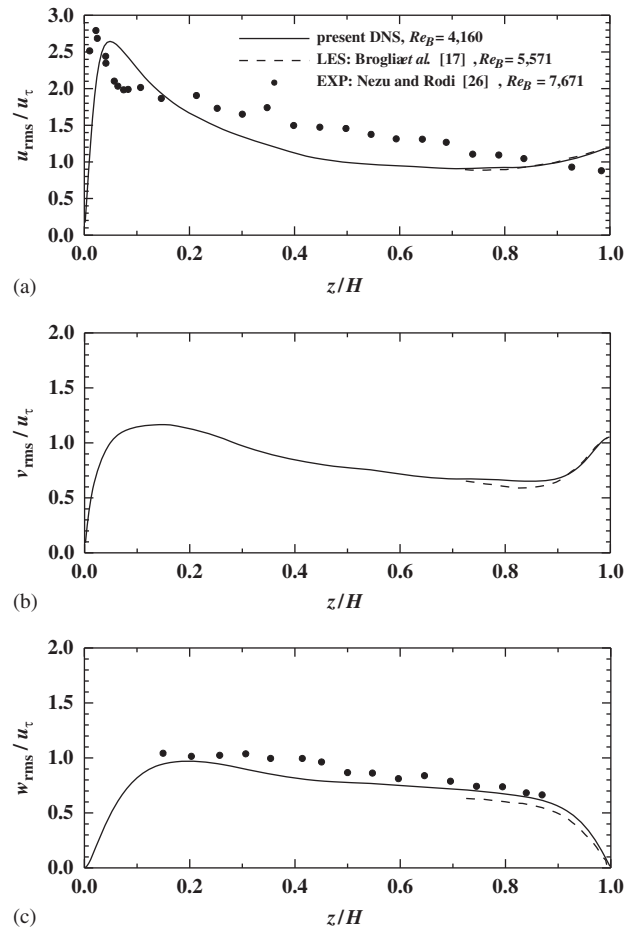 present DNS, Re_B = 4,160
LES: Brogliaet al. [17] , Re_B = 5,571
EXP: Nezu and Rodi [26] , Re_B = 7,671
3.0
2.5
2.0
1.5
1.0
0.5
0.0
u_rms / u_τ
0.0 0.2 0.4 0.6 0.8 1.0
z/H
(a)
2.0
1.5
1.0
0.5
0.0
v_rms / u_τ
0.0 0.2 0.4 0.6 0.8 1.0
z/H
(b)
2.0
1.5
1.0
0.5
0.0
w_rms / u_τ
0.0 0.2 0.4 0.6 0.8 1.0
z/H
(c)